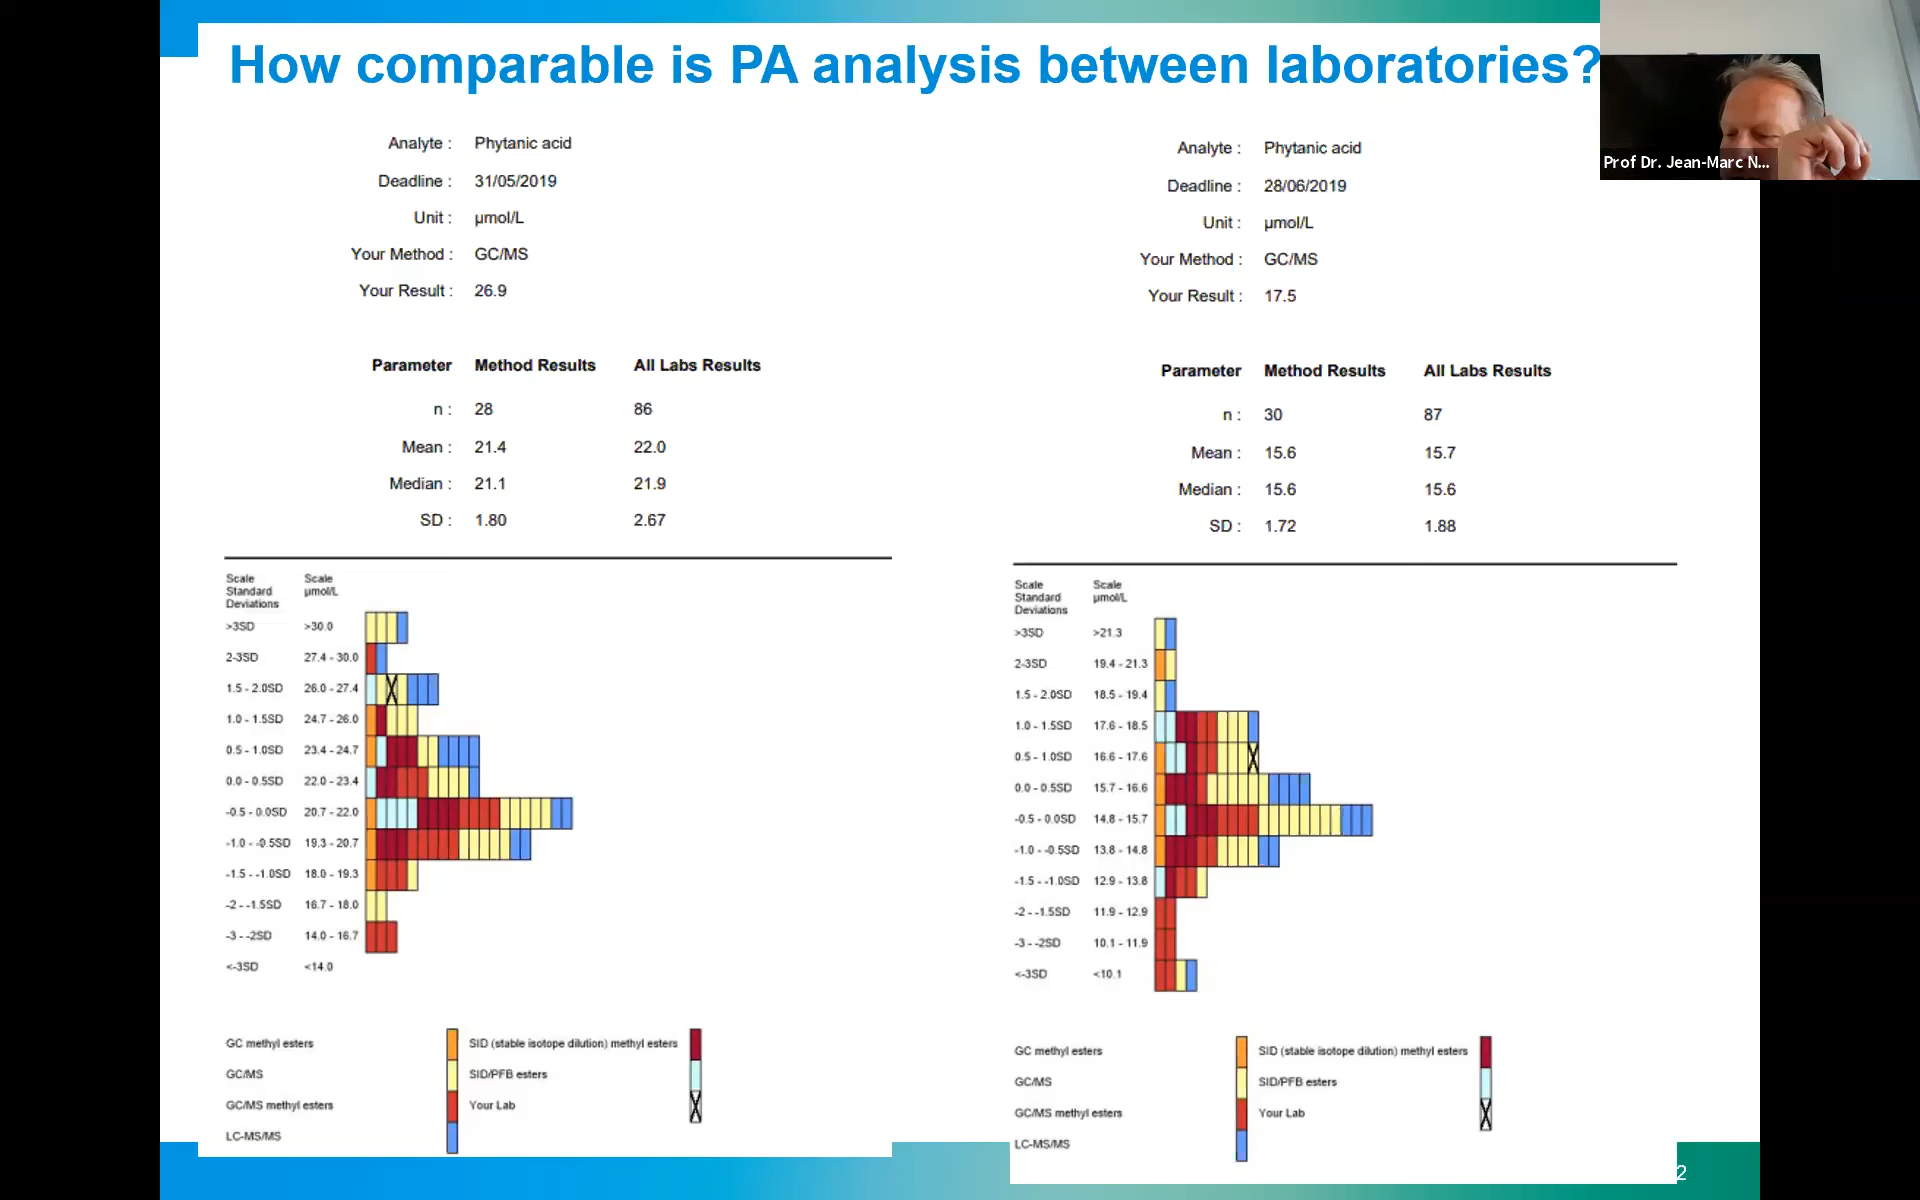 How comparable is PA analysis between laboratories?
Prof Dr. Jean-Marc N...
Analyte : Phytanic acid
Deadline : 31/05/2019
Unit : µmol/L
Your Method : GC/MS
Your Result : 26.9
Parameter Method Results All Labs Results
n : 28 86
Mean : 21.4 22.0
Median : 21.1 21.9
SD : 1.80 2.67
Scale Standard Deviations
Scale µmol/L
>3SD >30.0
2-3SD 27.4 - 30.0
1.5 - 2.0SD 26.0 - 27.4
1.0 - 1.5SD 24.7 - 26.0
0.5 - 1.0SD 23.4 - 24.7
0.0 - 0.5SD 22.0 - 23.4
-0.5 - 0.0SD 20.7 - 22.0
-1.0 - -0.5SD 19.3 - 20.7
-1.5 - -1.0SD 18.0 - 19.3
-2 - -1.5SD 16.7 - 18.0
-3 - -2SD 14.0 - 16.7
<-3SD <14.0
GC methyl esters
GC/MS
GC/MS methyl esters
LC-MS/MS
SID (stable isotope dilution) methyl esters
SID/PFB esters
Your Lab
Analyte : Phytanic acid
Deadline : 28/06/2019
Unit : µmol/L
Your Method : GC/MS
Your Result : 17.5
Parameter Method Results All Labs Results
n : 30 87
Mean : 15.6 15.7
Median : 15.6 15.6
SD : 1.72 1.88
Scale Standard Deviations
Scale µmol/L
>3SD >21.3
2-3SD 19.4 - 21.3
1.5 - 2.0SD 18.5 - 19.4
1.0 - 1.5SD 17.6 - 18.5
0.5 - 1.0SD 16.6 - 17.6
0.0 - 0.5SD 15.7 - 16.6
-0.5 - 0.0SD 14.8 - 15.7
-1.0 - -0.5SD 13.8 - 14.8
-1.5 - -1.0SD 12.9 - 13.8
-2 - -1.5SD 11.9 - 12.9
-3 - -2SD 10.1 - 11.9
<-3SD <10.1
GC methyl esters
GC/MS
GC/MS methyl esters
LC-MS/MS
SID (stable isotope dilution) methyl esters
SID/PFB esters
Your Lab
2